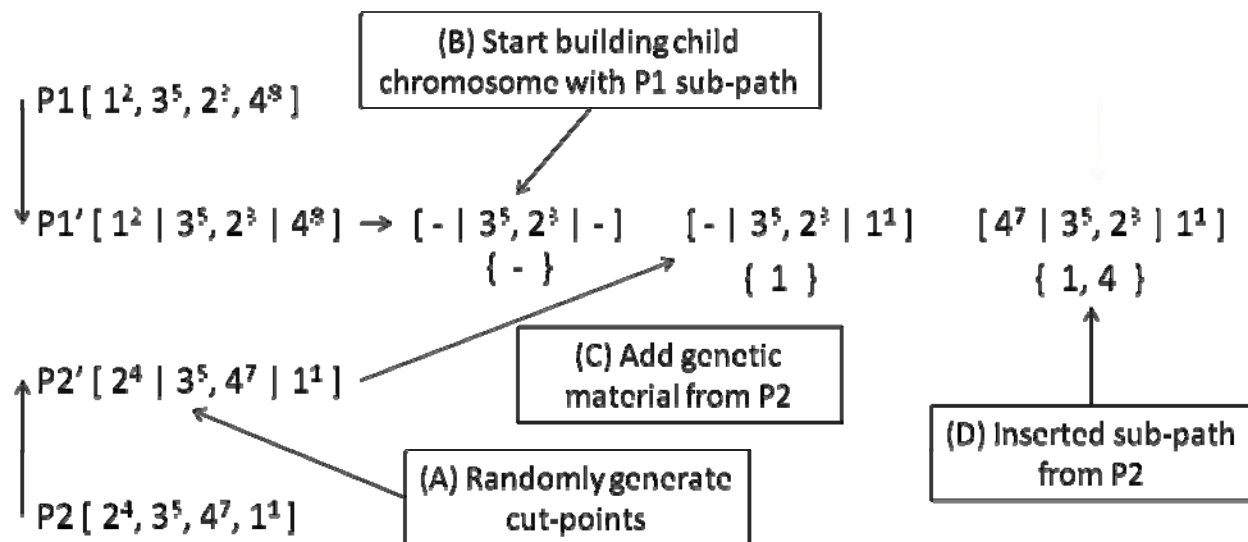 (B) Start building child
chromosome with P1 sub-path
P1 [ 1², 3⁵, 2³, 4⁸ ]
P1' [ 1² | 3⁵, 2³ | 4⁸ ] → [ - | 3⁵, 2³ | - ] [ - | 3⁵, 2³ | 1¹ ] [ 4⁷ | 3⁵, 2³ ] 1¹ ]
{ - } { 1 } { 1, 4 }
(C) Add genetic
material from P2
P2' [ 2⁴ | 3⁵, 4⁷ | 1¹ ]
(D) Inserted sub-path
from P2
(A) Randomly generate
cut-points
P2 [ 2⁴, 3⁵, 4⁷, 1¹ ]